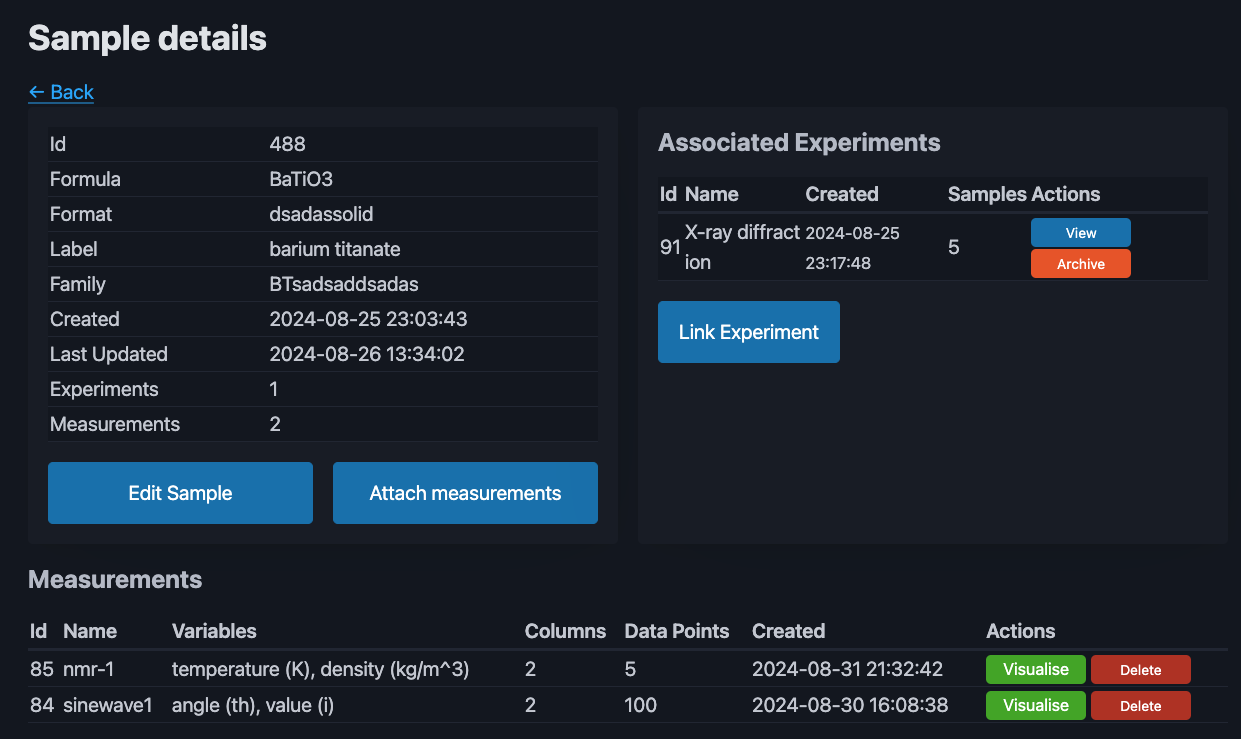 Sample details
← Back
Id 488
Formula BaTiO3
Format dsadassolid
Label barium titanate
Family BTsadsaddsadas
Created 2024-08-25 23:03:43
Last Updated 2024-08-26 13:34:02
Experiments 1
Measurements 2
Edit Sample Attach measurements
Associated Experiments
Id Name Created Samples Actions
91 X-ray diffract 2024-08-25 5 View
ion 23:17:48 Archive
Link Experiment
Measurements
Id Name Variables Columns Data Points Created Actions
85 nmr-1 temperature (K), density (kg/m^3) 2 5 2024-08-31 21:32:42 Visualise Delete
84 sinewave1 angle (th), value (i) 2 100 2024-08-30 16:08:38 Visualise Delete